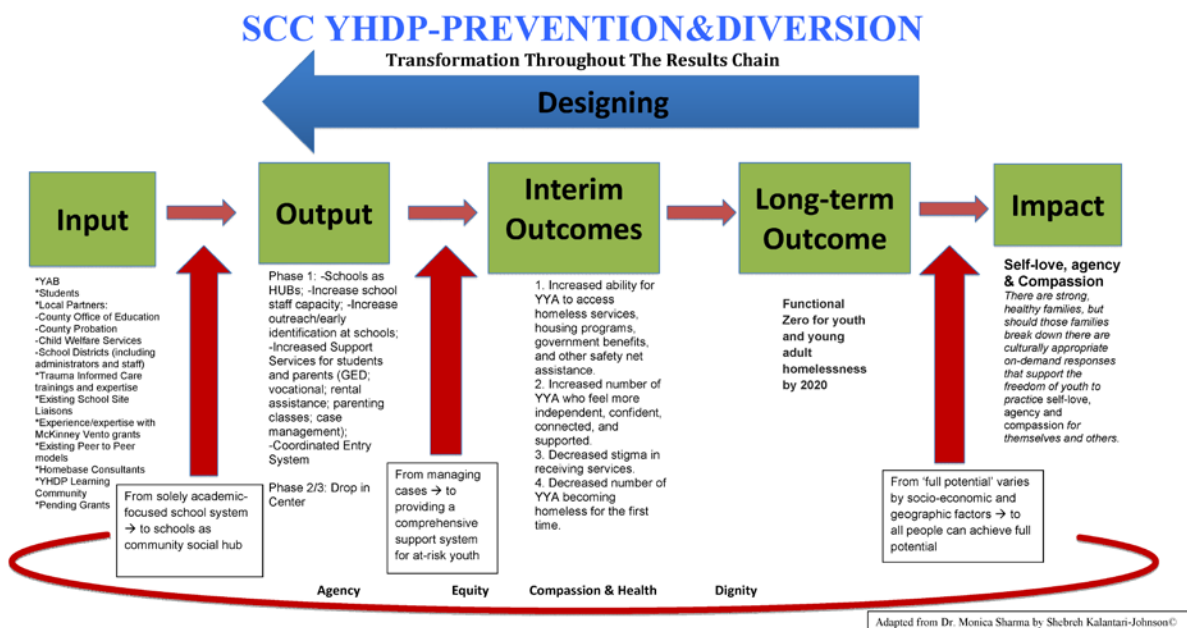 SCC YHDP-PREVENTION&DIVERSION
Transformation Throughout The Results Chain
Designing
Input
*YAB
*Students
*Local Partners:
-County Office of Education
-County Probation
-Child Welfare Services
-School Districts (including
administrators and staff)
*Trauma Informed Care
trainings and expertise
*Existing School Site
Liaisons
*Experience/expertise with
McKinney Vento grants
*Existing Peer to Peer
models
*Homebase Consultants
*YHDP Learning
Community
*Pending Grants
From solely academic-
focused school system
→ to schools as
community social hub
Output
Phase 1: -Schools as
HUBs; -Increase school
staff capacity; -Increase
outreach/early
identification at schools;
-Increased Support
Services for students
and parents (GED;
vocational; rental
assistance; parenting
classes; case
management);
-Coordinated Entry
System
Phase 2/3: Drop in
Center
From managing
cases → to
providing a
comprehensive
support system
for at-risk youth
Interim
Outcomes
1. Increased ability for
YYA to access
homeless services,
housing programs,
government benefits,
and other safety net
assistance.
2. Increased number of
YYA who feel more
independent, confident,
connected, and
supported.
3. Decreased stigma in
receiving services.
4. Decreased number of
YYA becoming
homeless for the first
time.
Long-term
Outcome
Functional
Zero for youth
and young
adult
homelessness
by 2020
Impact
Self-love, agency
& Compassion
There are strong,
healthy families, but
should those families
break down there are
culturally appropriate
on-demand responses
that support the
freedom of youth to
practice self-love,
agency and
compassion for
themselves and others.
From ‘full potential’ varies
by socio-economic and
geographic factors → to
all people can achieve full
potential
Agency Equity Compassion & Health Dignity
Adapted from Dr. Monica Sharma by Shebreh Kalantari-Johnson©